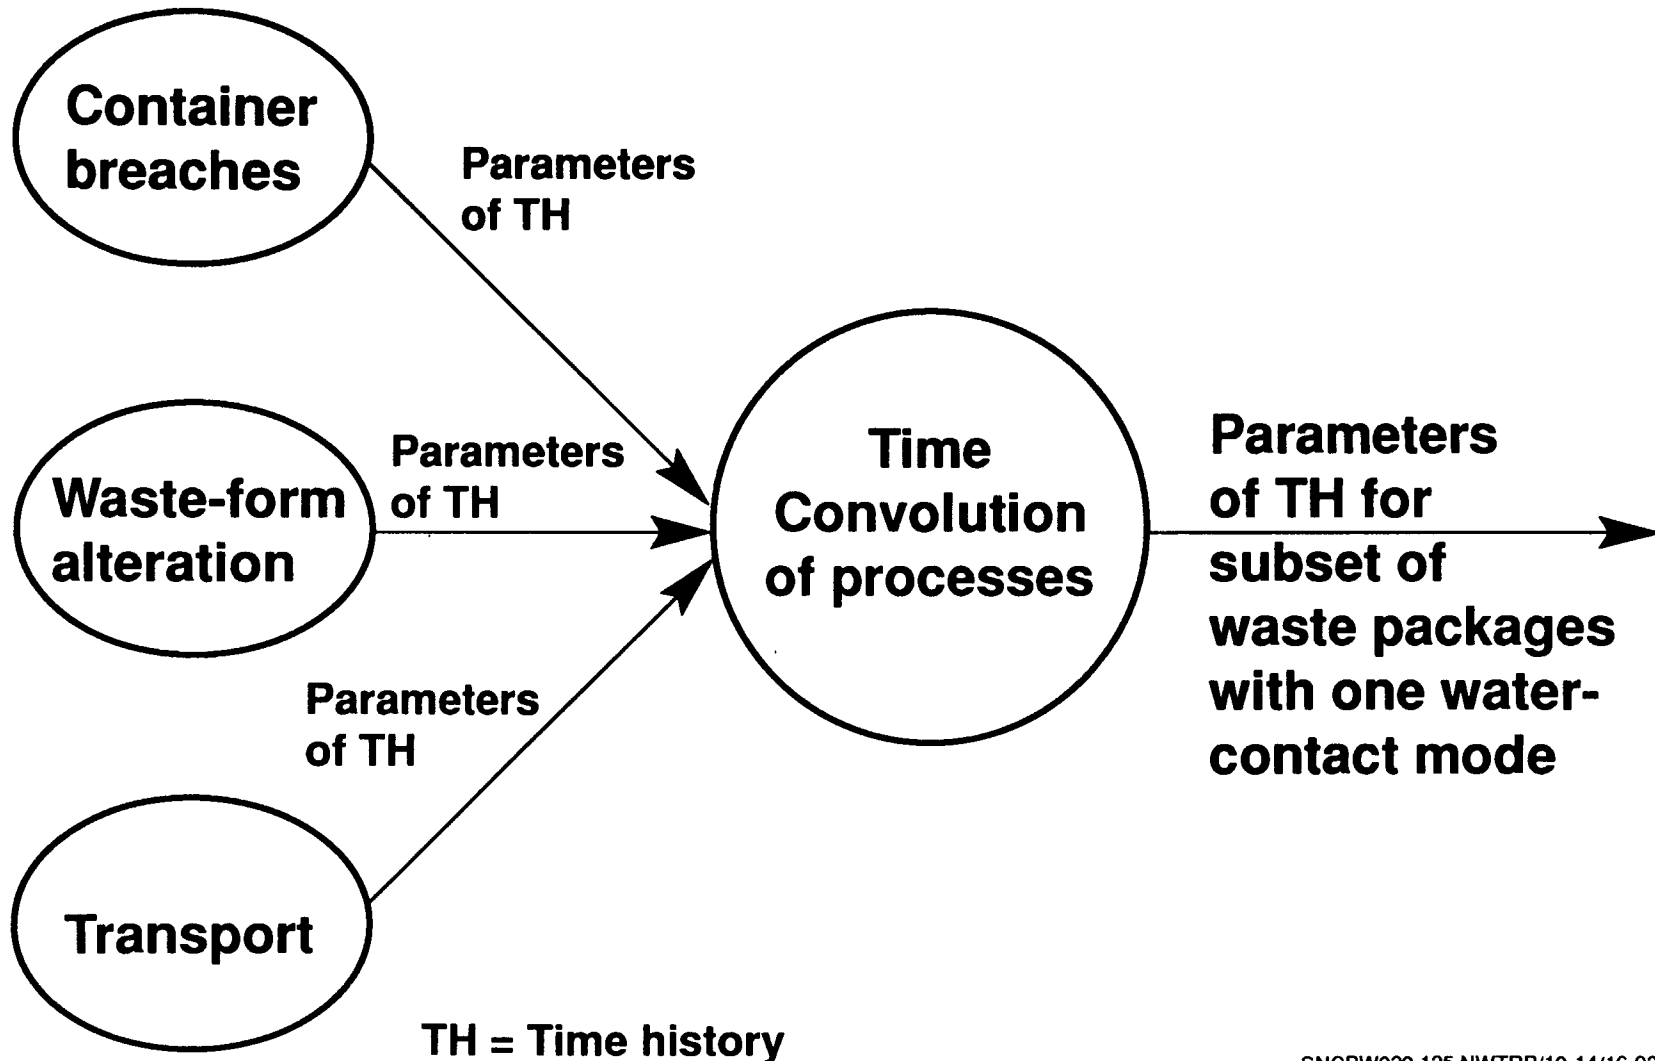 Container
breaches
Parameters
of TH
Waste-form
alteration
Parameters
of TH
Transport
Parameters
of TH
Time
Convolution
of processes
Parameters
of TH for
subset of
waste packages
with one water-
contact mode
TH = Time history